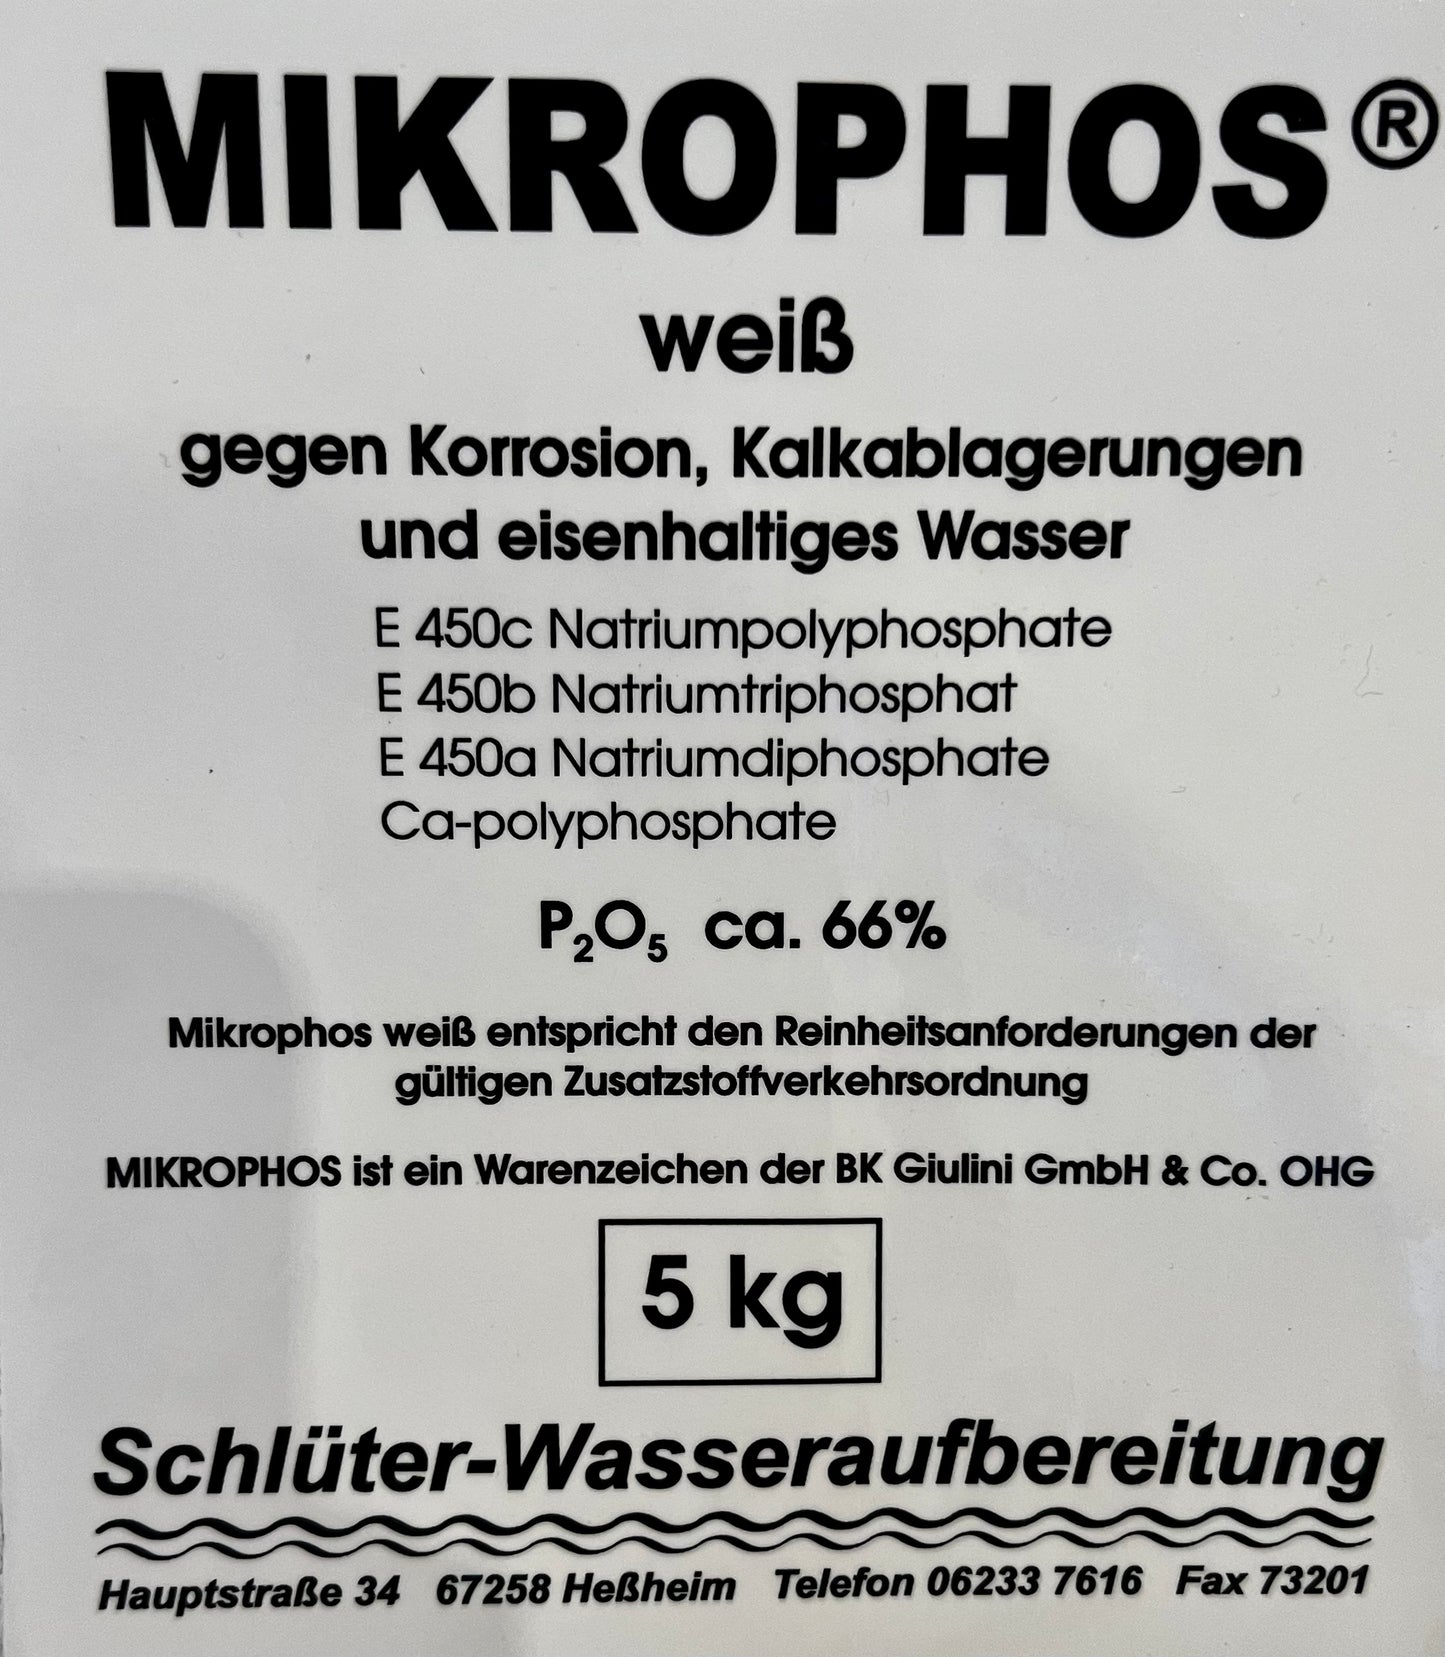 MIKROPHOS®
weiß
gegen Korrosion, Kalkablagerungen
und eisenhaltiges Wasser
E 450c Natriumpolyphosphate
E 450b Natriumtriphosphat
E 450a Natriumdiphosphate
Ca-polyphosphate
P₂O₅ ca. 66%
Mikrophos weiß entspricht den Reinheitsanforderungen der
gültigen Zusatzstoffverkehrsordnung
MIKROPHOS ist ein Warenzeichen der BK Giulini GmbH & Co. OHG
5 kg
Schlüter-Wasseraufbereitung
Hauptstraße 34 67258 Heßheim Telefon 06233 7616 Fax 73201